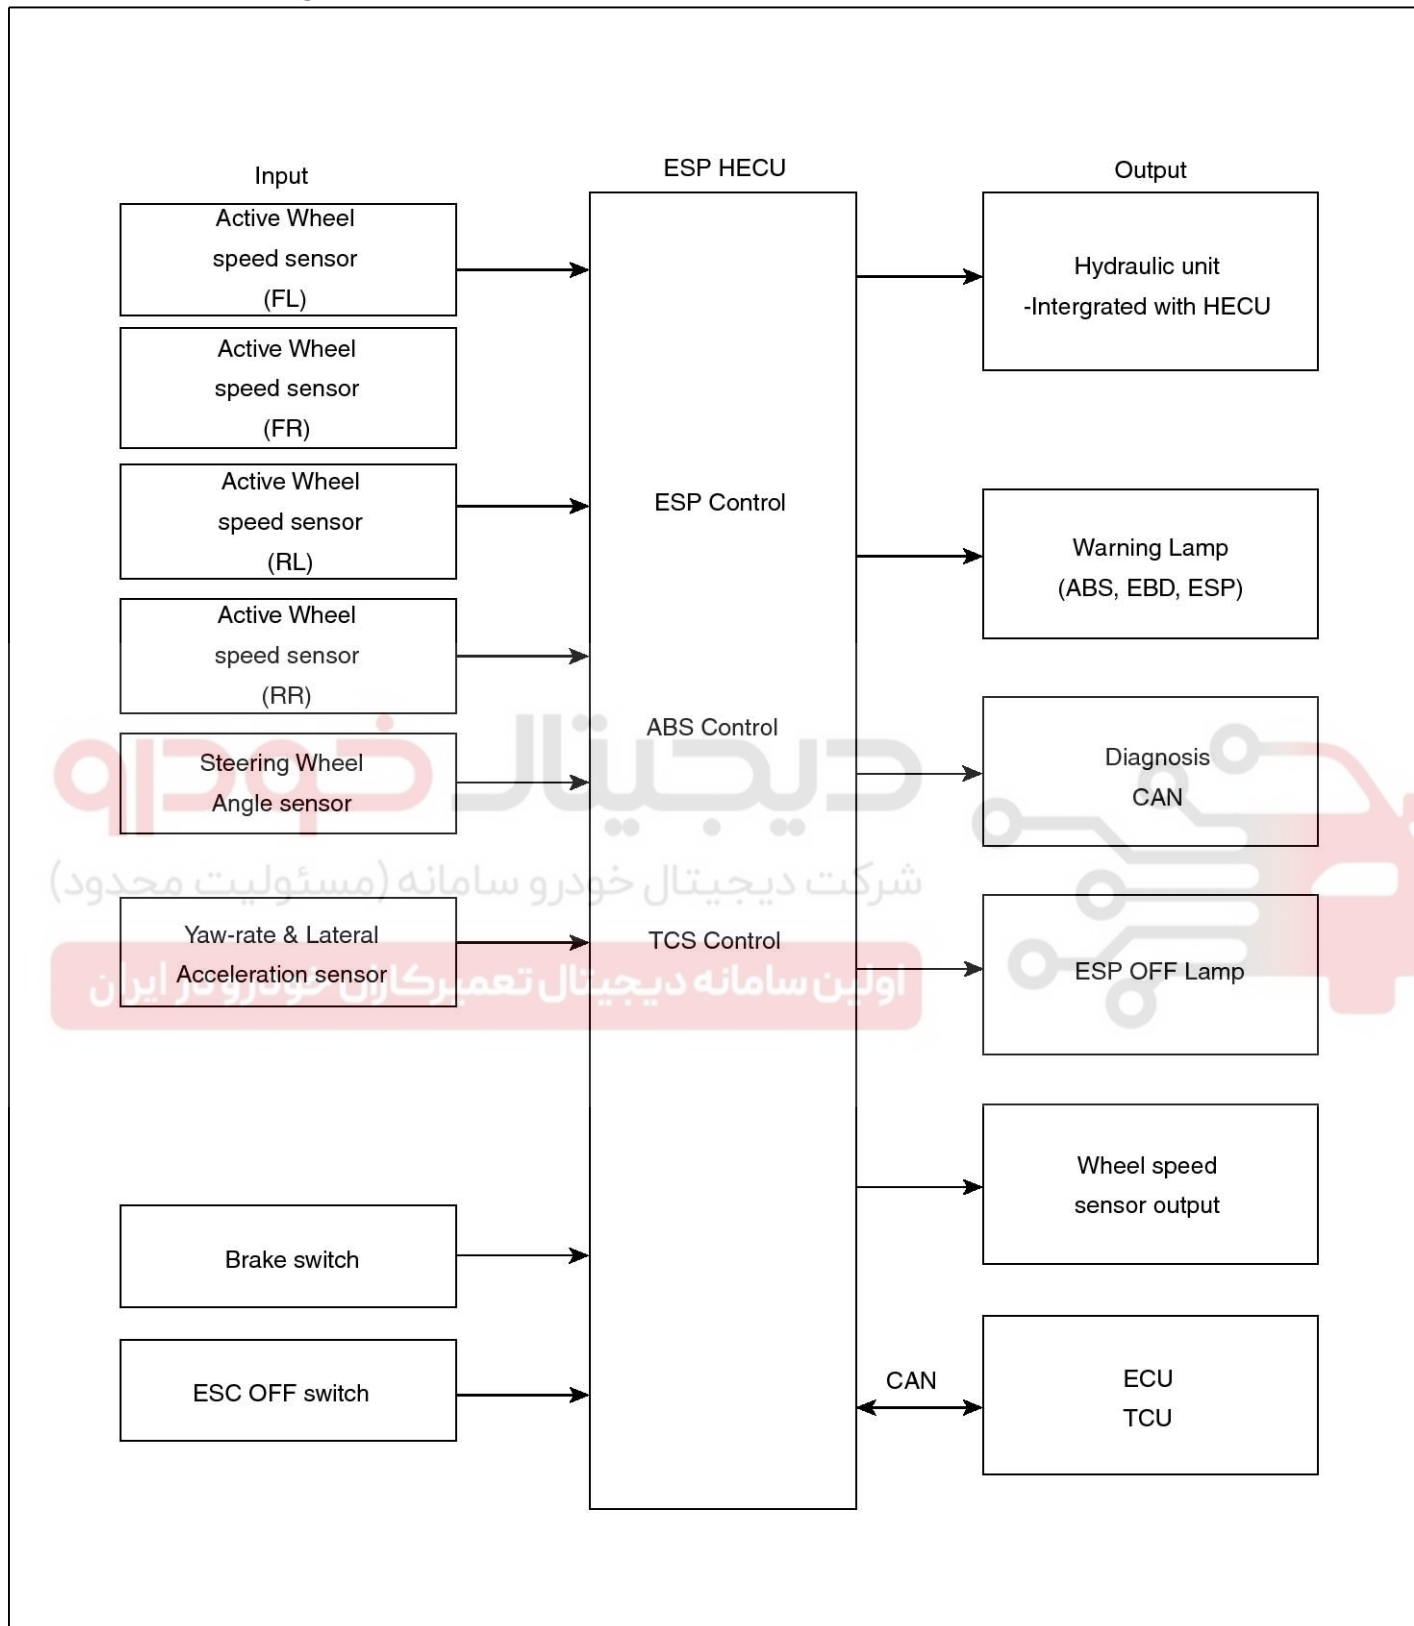 Input
Active Wheel
speed sensor
(FL)
Active Wheel
speed sensor
(FR)
Active Wheel
speed sensor
(RL)
Active Wheel
speed sensor
(RR)
Steering Wheel
Angle sensor
Yaw-rate & Lateral
Acceleration sensor
Brake switch
ESC OFF switch
ESP HECU
ESP Control
ABS Control
TCS Control
Output
Hydraulic unit
-Intergrated with HECU
Warning Lamp
(ABS, EBD, ESP)
Diagnosis
CAN
ESP OFF Lamp
Wheel speed
sensor output
CAN
ECU
TCU
دیجیتال خودرو
شرکت دیجیتال خودرو سامانه (مسئولیت محدود)
اولین سامانه دیجیتال تعمیرکاران خودرو در ایران